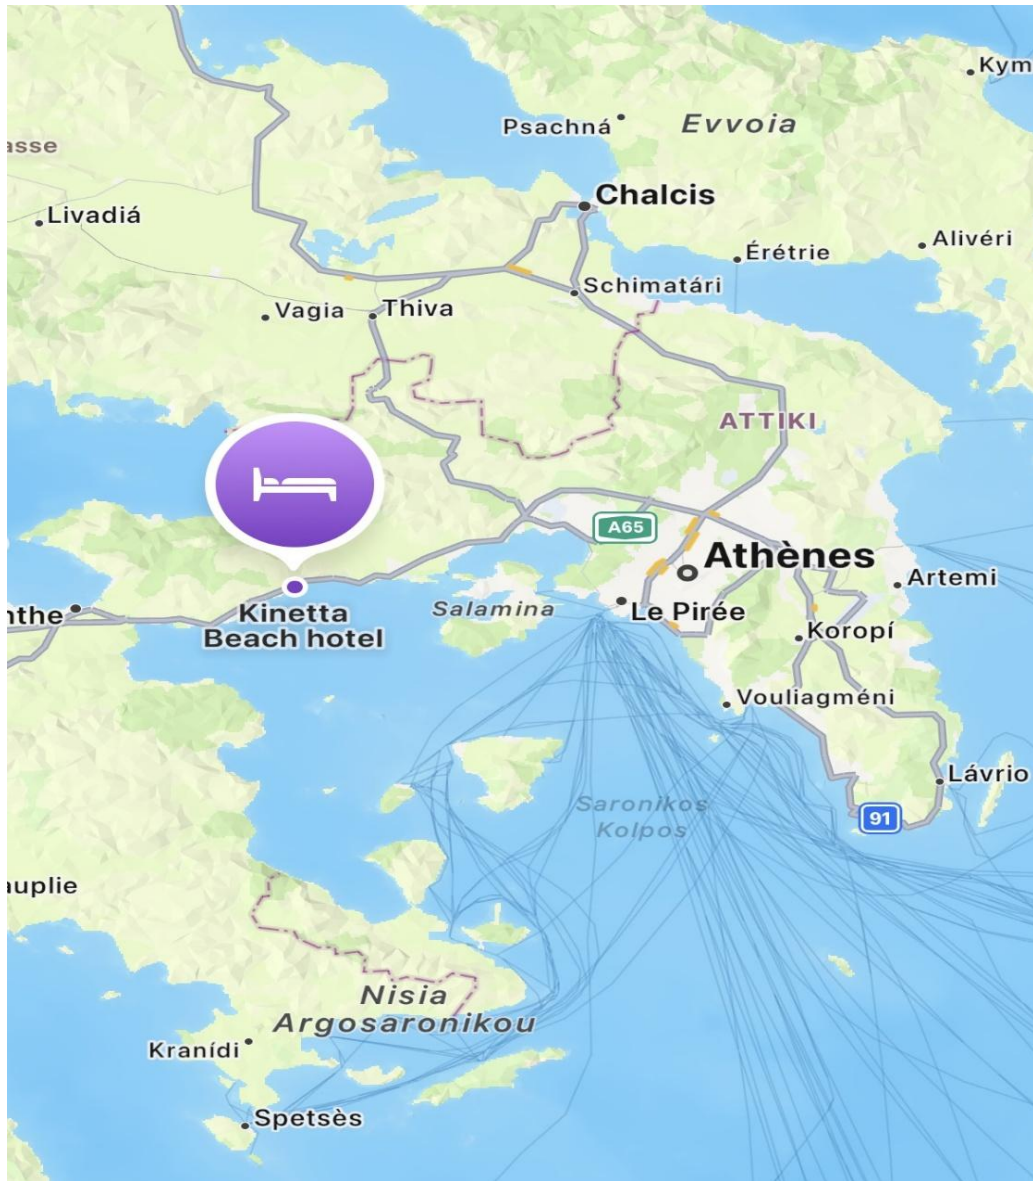 Kym
Psachná
Evvoia
asse
Chalcis
Livadiá
Alivéri
Érétrie
Schimatári
Vagia
Thiva
ATTIKI
A65
Athènes
Artemi
nthe
Kinetta
Beach hotel
Salamina
Le Pirée
Koropí
Vouliagméni
Lávrio
Saronikos
Kolpos
91
auplie
Nisia
Argosaronikou
Kranídi
Spetsès